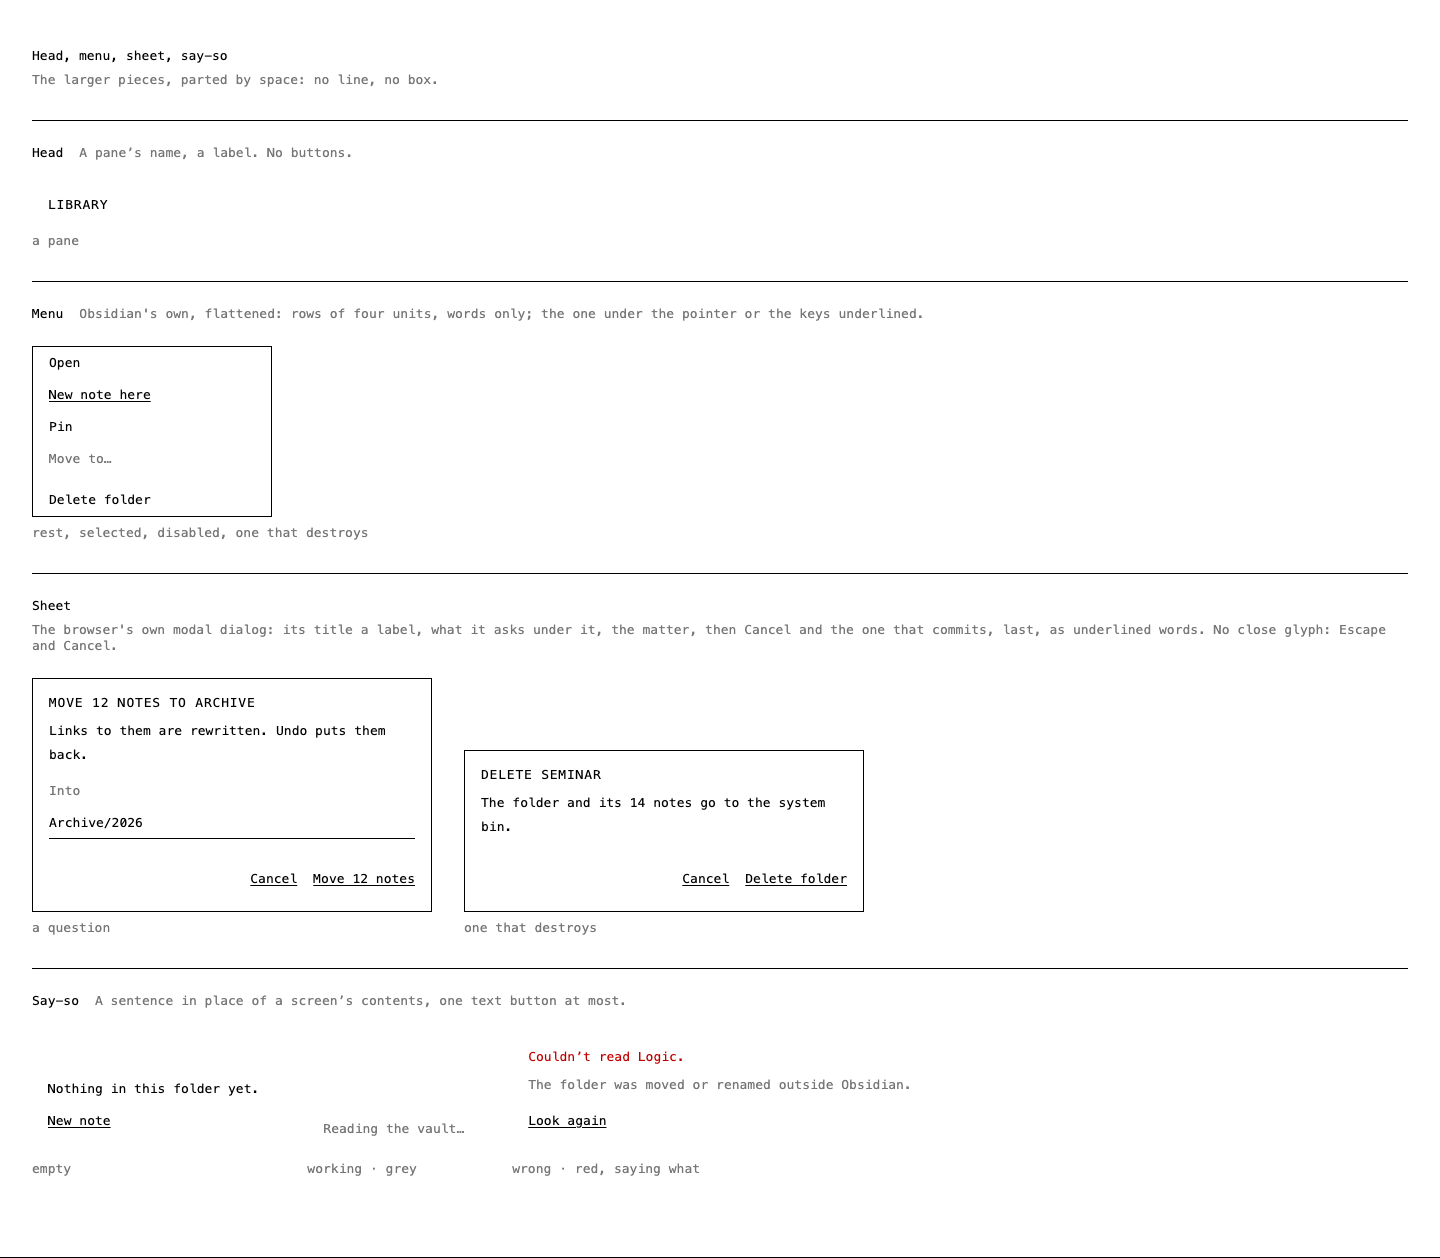 Head, menu, sheet, say–so
The larger pieces, parted by space: no line, no box.
Head A pane’s name, a label. No buttons.
LIBRARY
a pane
Menu Obsidian's own, flattened: rows of four units, words only; the one under the pointer or the keys underlined.
Open
New note here
Pin
Move to…
Delete folder
rest, selected, disabled, one that destroys
Sheet
The browser's own modal dialog: its title a label, what it asks under it, the matter, then Cancel and the one that commits, last, as underlined words. No close glyph: Escape
and Cancel.
MOVE 12 NOTES TO ARCHIVE
Links to them are rewritten. Undo puts them
back.
Into
Archive/2026
Cancel Move 12 notes
a question
DELETE SEMINAR
The folder and its 14 notes go to the system
bin.
Cancel Delete folder
one that destroys
Say–so A sentence in place of a screen’s contents, one text button at most.
Nothing in this folder yet.
New note
empty
Reading the vault…
working · grey
Couldn’t read Logic.
The folder was moved or renamed outside Obsidian.
Look again
wrong · red, saying what